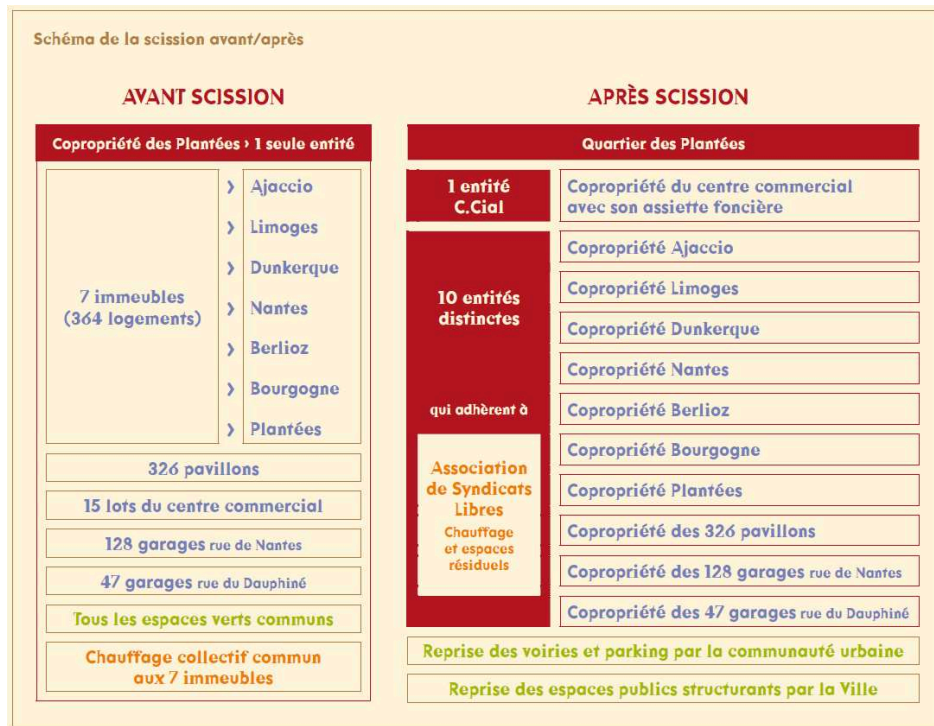 Schéma de la scission avant/après
AVANT SCISSION
Copropriété des Plantées › 1 seule entité
7 immeubles
(364 logements)
› Ajaccio
› Limoges
› Dunkerque
› Nantes
› Berlioz
› Bourgogne
› Plantées
326 pavillons
15 lots du centre commercial
128 garages rue de Nantes
47 garages rue du Dauphiné
Tous les espaces verts communs
Chauffage collectif commun
aux 7 immeubles
APRÈS SCISSION
Quartier des Plantées
1 entité
C.Cial
Copropriété du centre commercial
avec son assiette foncière
10 entités
distinctes
qui adhèrent à
Association
de Syndicats
Libres
Chauffage
et espaces
résiduels
Copropriété Ajaccio
Copropriété Limoges
Copropriété Dunkerque
Copropriété Nantes
Copropriété Berlioz
Copropriété Bourgogne
Copropriété Plantées
Copropriété des 326 pavillons
Copropriété des 128 garages rue de Nantes
Copropriété des 47 garages rue du Dauphiné
Reprise des voiries et parking par la communauté urbaine
Reprise des espaces publics structurants par la Ville